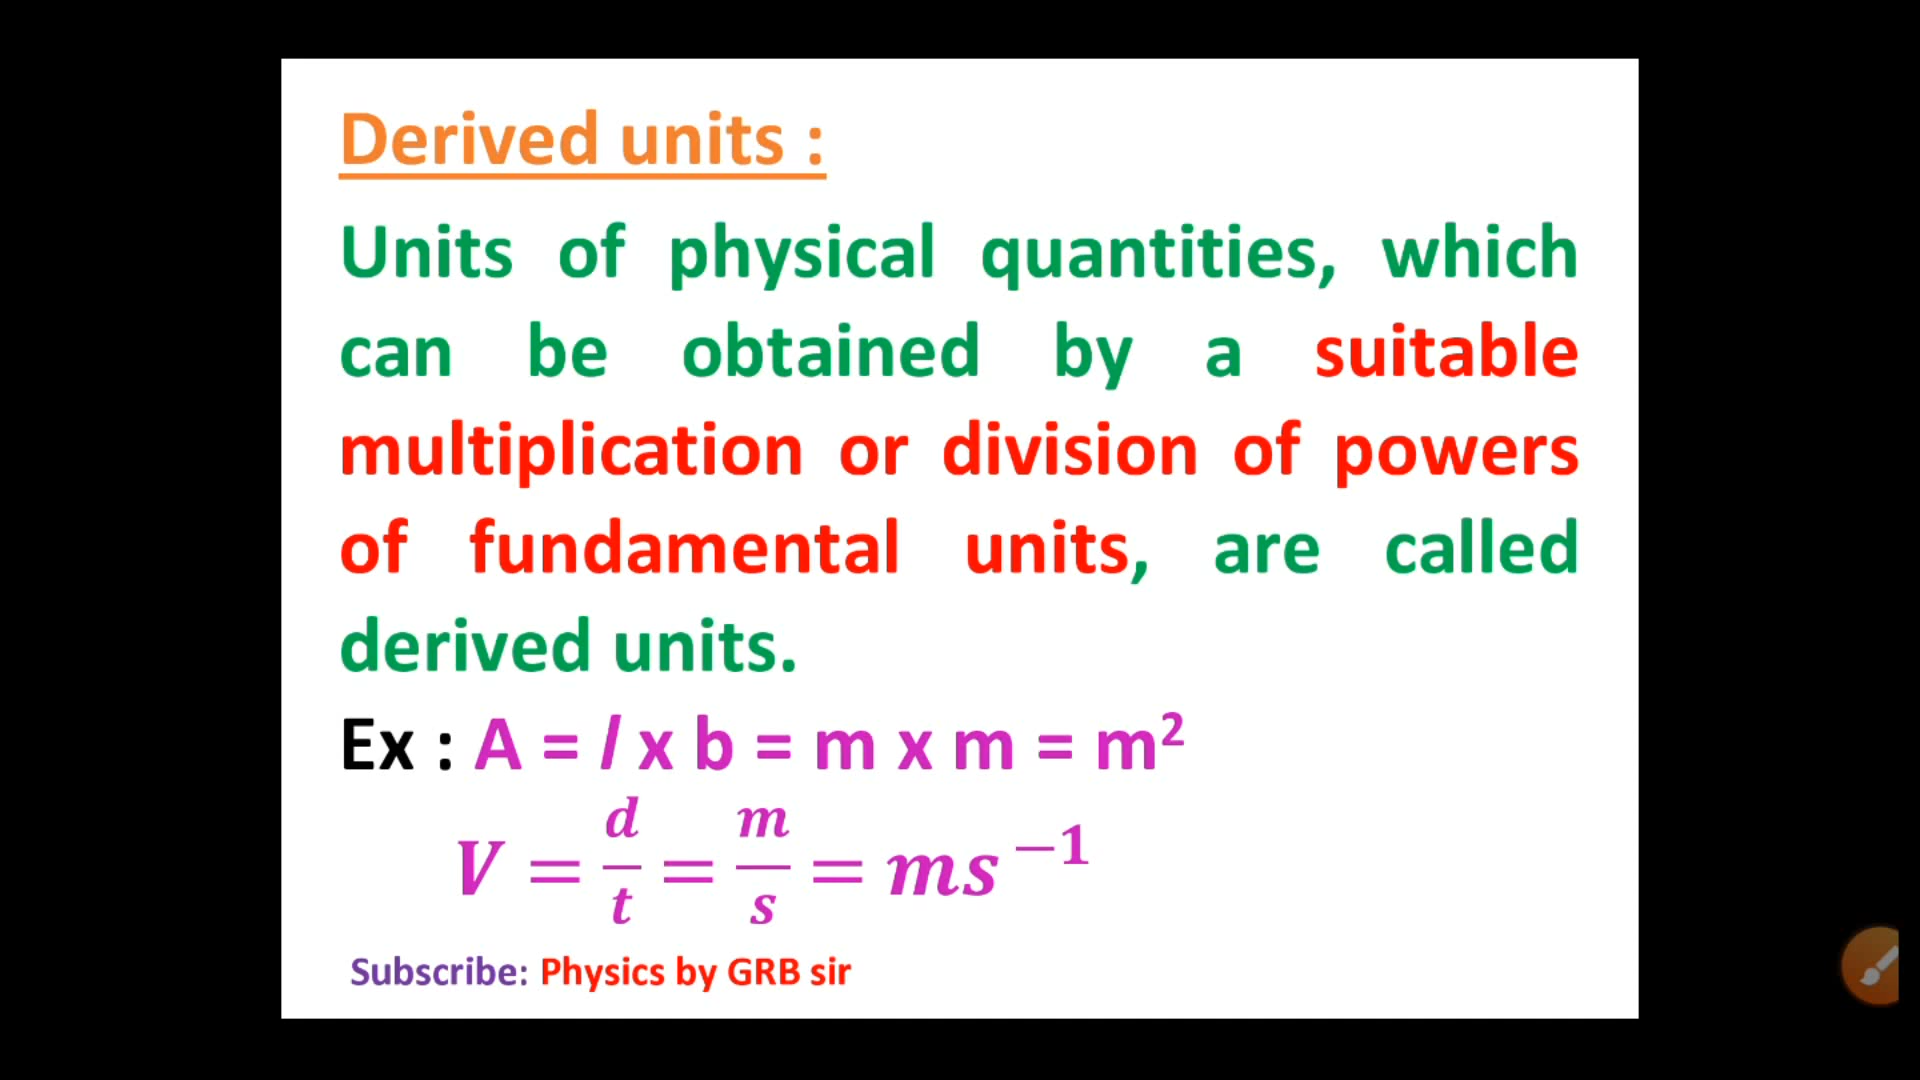 Derived units :
Units of physical quantities, which
can be obtained by a suitable
multiplication or division of powers
of fundamental units, are called
derived units.
Ex : A = l x b = m x m = m²
V = d/t = m/s = ms⁻¹
Subscribe: Physics by GRB sir